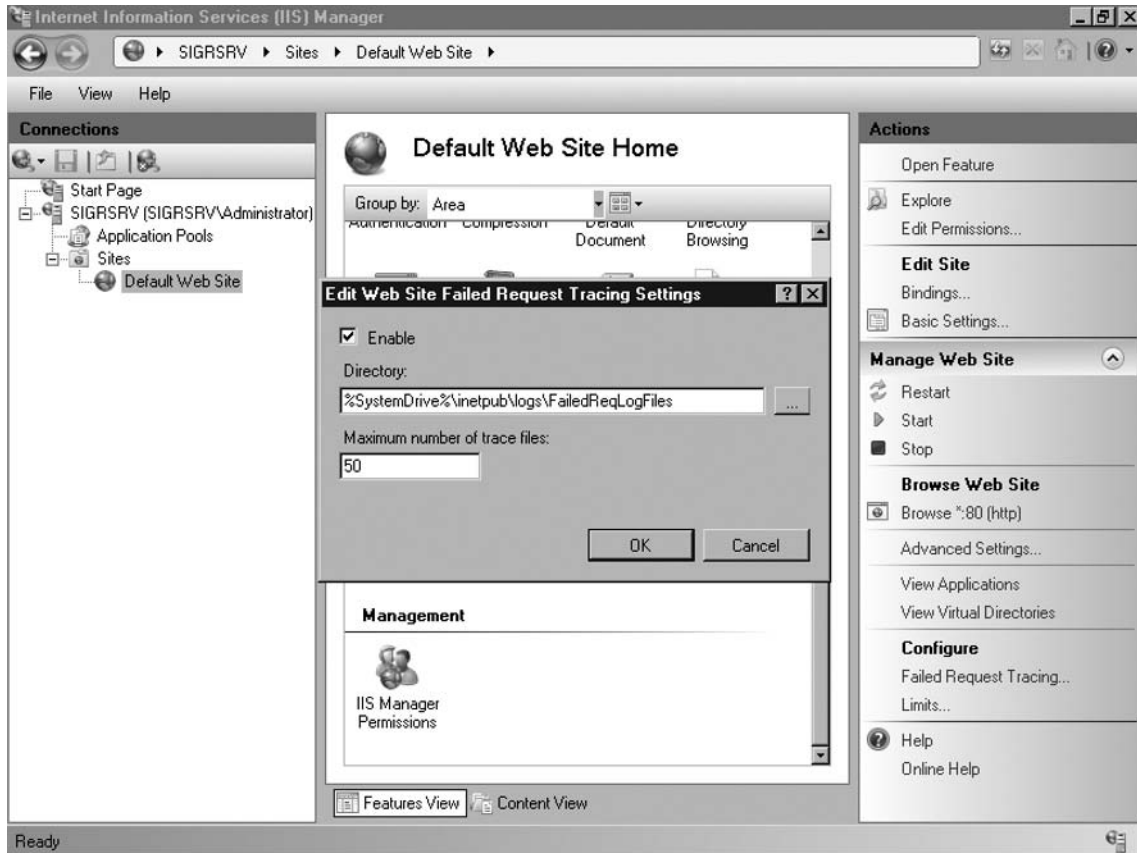 Internet Information Services (IIS) Manager
SIGRSRV Sites Default Web Site
File View Help
Connections
Start Page
SIGRSRV (SIGRSRV\Administrator)
Application Pools
Sites
Default Web Site
Default Web Site Home
Group by: Area
Authentication Compression Default Document Directory Browsing
Edit Web Site Failed Request Tracing Settings
Enable
Directory:
%SystemDrive%\inetpub\logs\FailedReqLogFiles
...
Maximum number of trace files:
50
OK Cancel
Management
IIS Manager
Permissions
Features View Content View
Actions
Open Feature
Explore
Edit Permissions...
Edit Site
Bindings...
Basic Settings...
Manage Web Site
Restart
Start
Stop
Browse Web Site
Browse *:80 (http)
Advanced Settings...
View Applications
View Virtual Directories
Configure
Failed Request Tracing...
Limits...
Help
Online Help
Ready